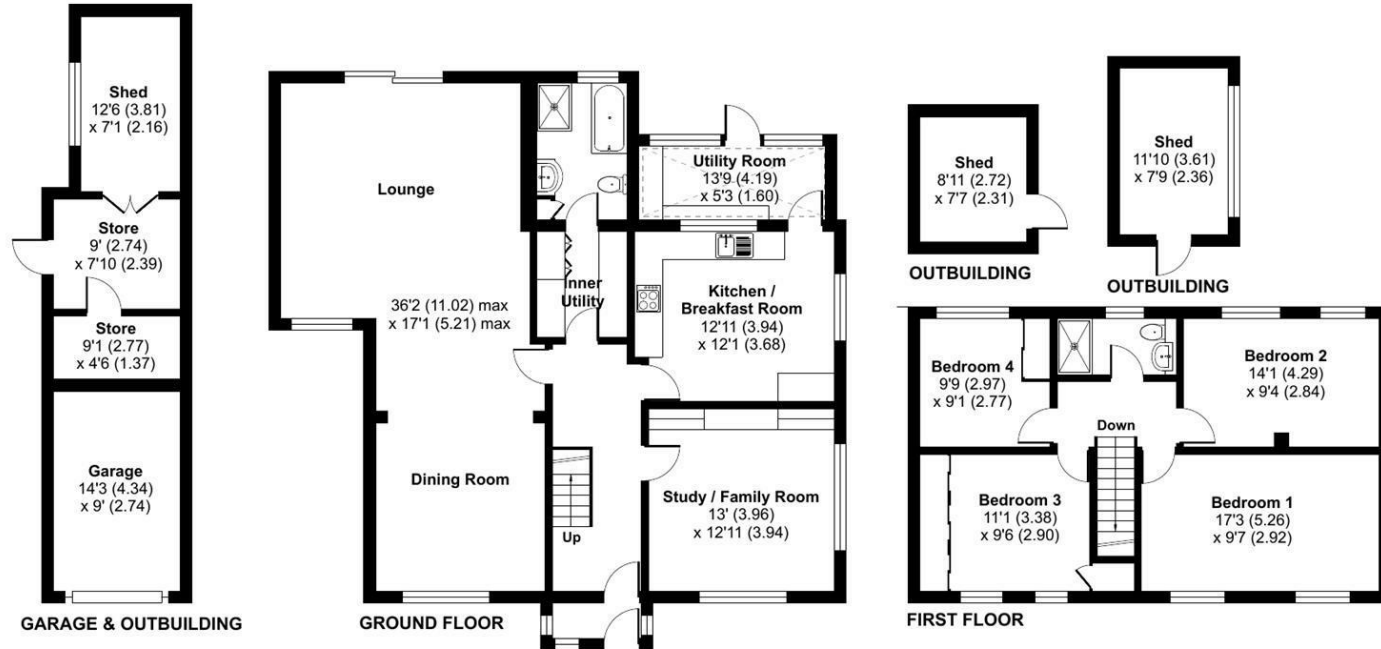 Shed
12'6 (3.81)
x 7'1 (2.16)
Store
9' (2.74)
x 7'10 (2.39)
Store
9'1 (2.77)
x 4'6 (1.37)
Garage
14'3 (4.34)
x 9' (2.74)
GARAGE & OUTBUILDING
Lounge
36'2 (11.02) max
x 17'1 (5.21) max
Dining Room
Inner
Utility
Up
Utility Room
13'9 (4.19)
x 5'3 (1.60)
Kitchen /
Breakfast Room
12'11 (3.94)
x 12'1 (3.68)
Study / Family Room
13' (3.96)
x 12'11 (3.94)
GROUND FLOOR
Shed
8'11 (2.72)
x 7'7 (2.31)
OUTBUILDING
Shed
11'10 (3.61)
x 7'9 (2.36)
OUTBUILDING
Bedroom 4
9'9 (2.97)
x 9'1 (2.77)
Bedroom 2
14'1 (4.29)
x 9'4 (2.84)
Down
Bedroom 3
11'1 (3.38)
x 9'6 (2.90)
Bedroom 1
17'3 (5.26)
x 9'7 (2.92)
FIRST FLOOR